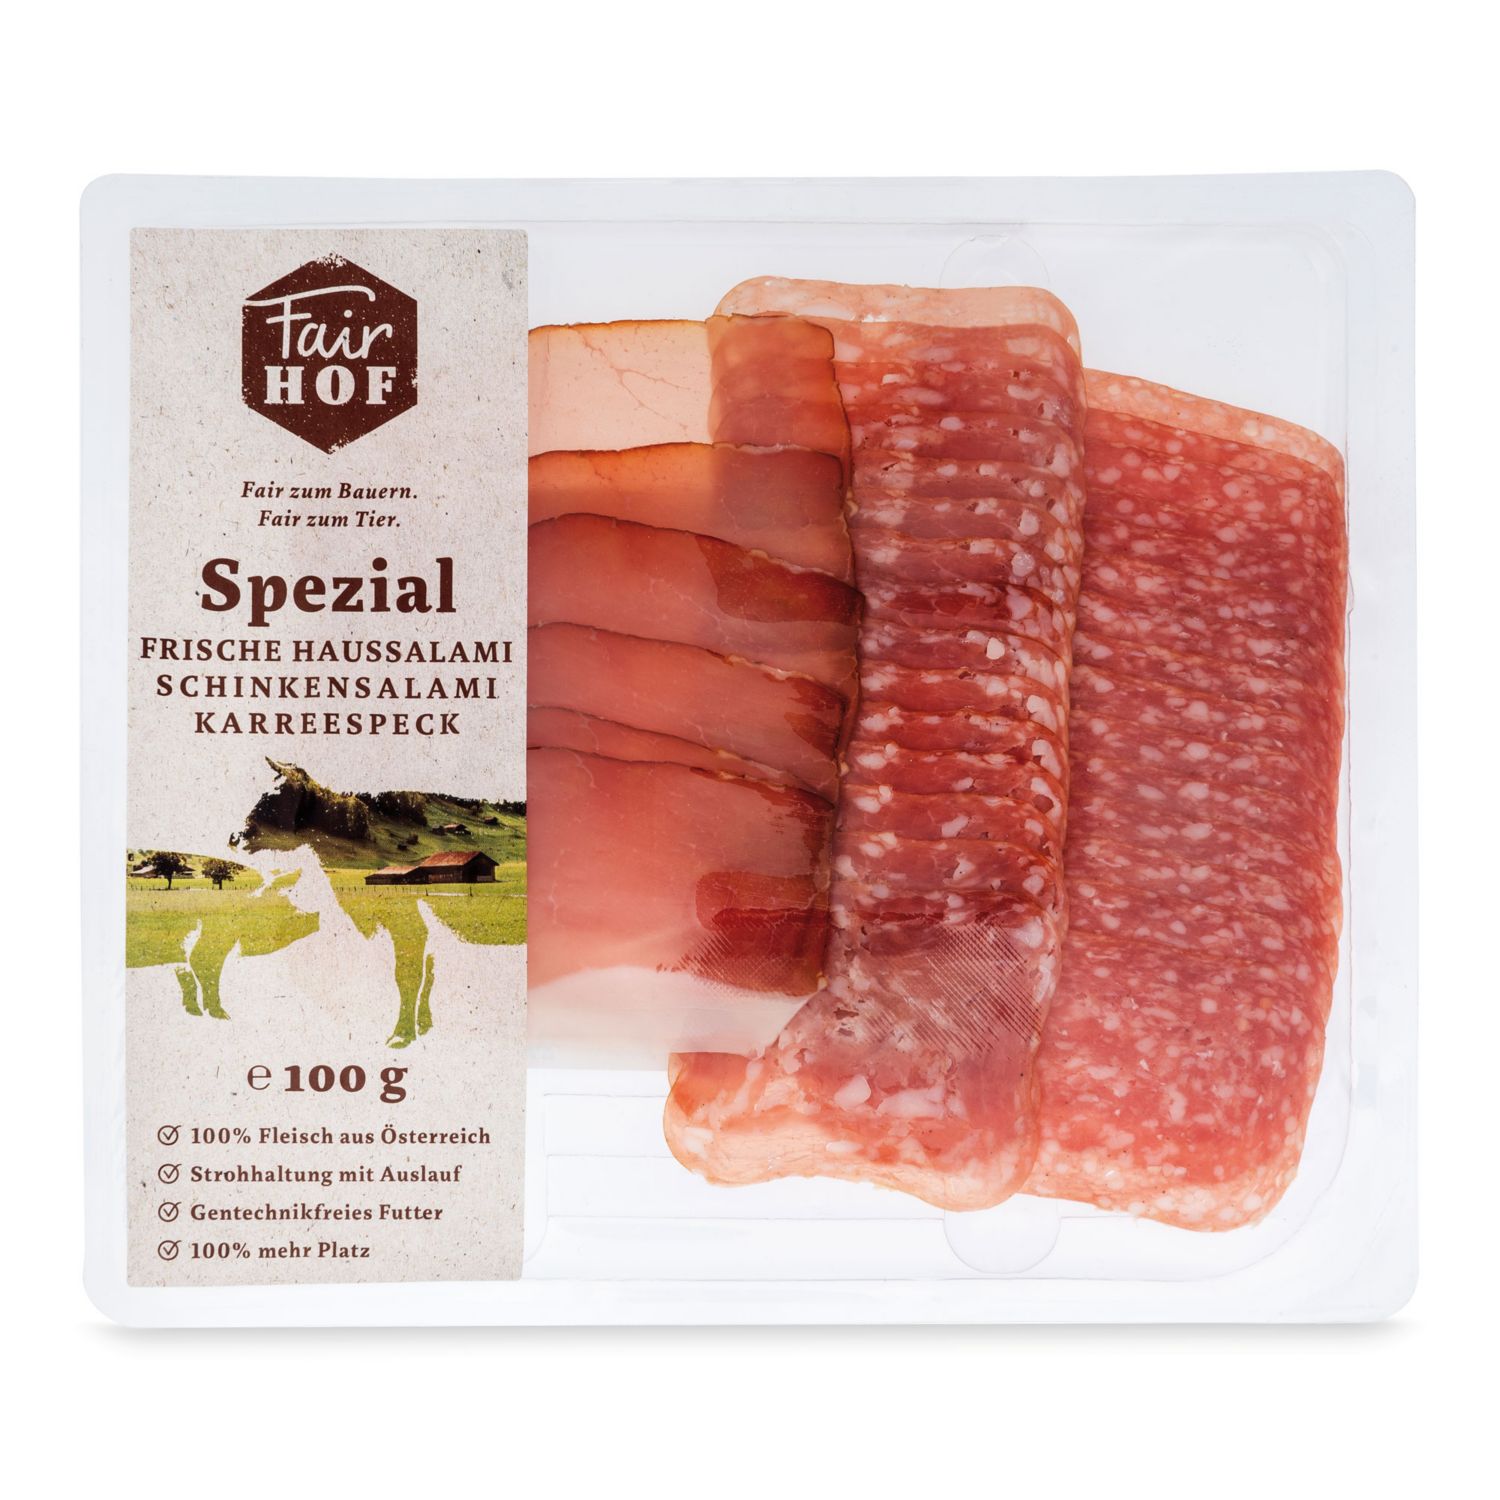 Fair
HOF
Fair zum Bauern.
Fair zum Tier.
Spezial
FRISCHE HAUSSALAMI
SCHINKENSALAMI
KARREESPECK
℮ 100 g
100% Fleisch aus Österreich
Strohhaltung mit Auslauf
Gentechnikfreies Futter
100% mehr Platz